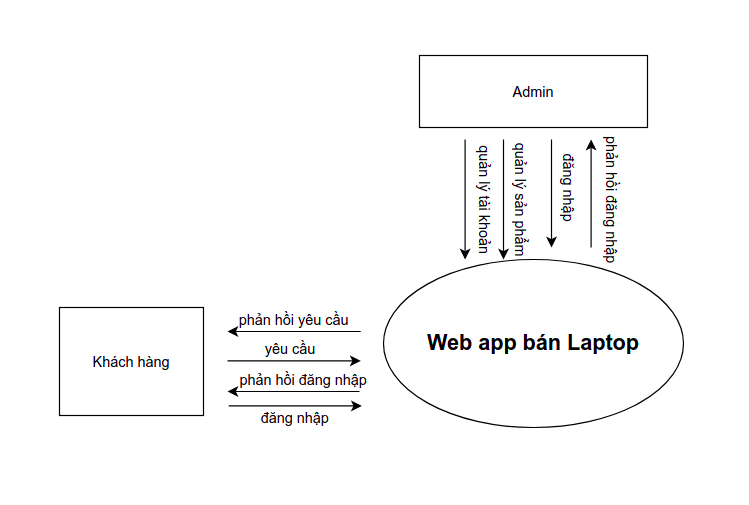 Admin
quản lý tài khoản
quản lý sản phẩm
đăng nhập
phản hồi đăng nhập
phản hồi yêu cầu
yêu cầu
phản hồi đăng nhập
đăng nhập
Khách hàng
Web app bán Laptop